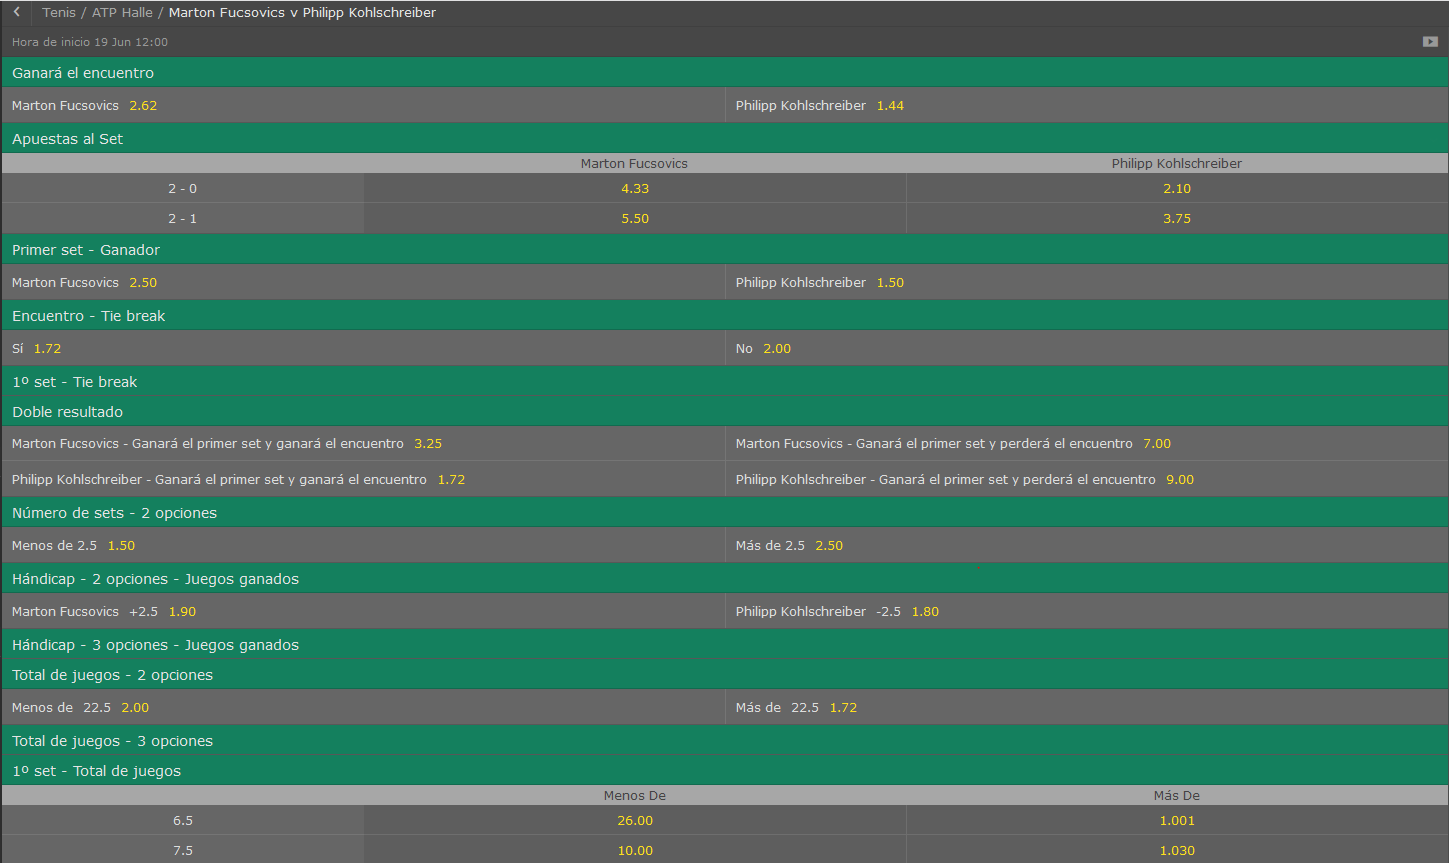 Tenis / ATP Halle / Marton Fucsovics v Philipp Kohlschreiber
Hora de inicio 19 Jun 12:00
Ganará el encuentro
Marton Fucsovics 2.62 Philipp Kohlschreiber 1.44
Apuestas al Set
Marton Fucsovics Philipp Kohlschreiber
2 - 0 4.33 2.10
2 - 1 5.50 3.75
Primer set - Ganador
Marton Fucsovics 2.50 Philipp Kohlschreiber 1.50
Encuentro - Tie break
Sí 1.72 No 2.00
1º set - Tie break
Doble resultado
Marton Fucsovics - Ganará el primer set y ganará el encuentro 3.25 Marton Fucsovics - Ganará el primer set y perderá el encuentro 7.00
Philipp Kohlschreiber - Ganará el primer set y ganará el encuentro 1.72 Philipp Kohlschreiber - Ganará el primer set y perderá el encuentro 9.00
Número de sets - 2 opciones
Menos de 2.5 1.50 Más de 2.5 2.50
Hándicap - 2 opciones - Juegos ganados
Marton Fucsovics +2.5 1.90 Philipp Kohlschreiber -2.5 1.80
Hándicap - 3 opciones - Juegos ganados
Total de juegos - 2 opciones
Menos de 22.5 2.00 Más de 22.5 1.72
Total de juegos - 3 opciones
1º set - Total de juegos
Menos De Más De
6.5 26.00 1.001
7.5 10.00 1.030